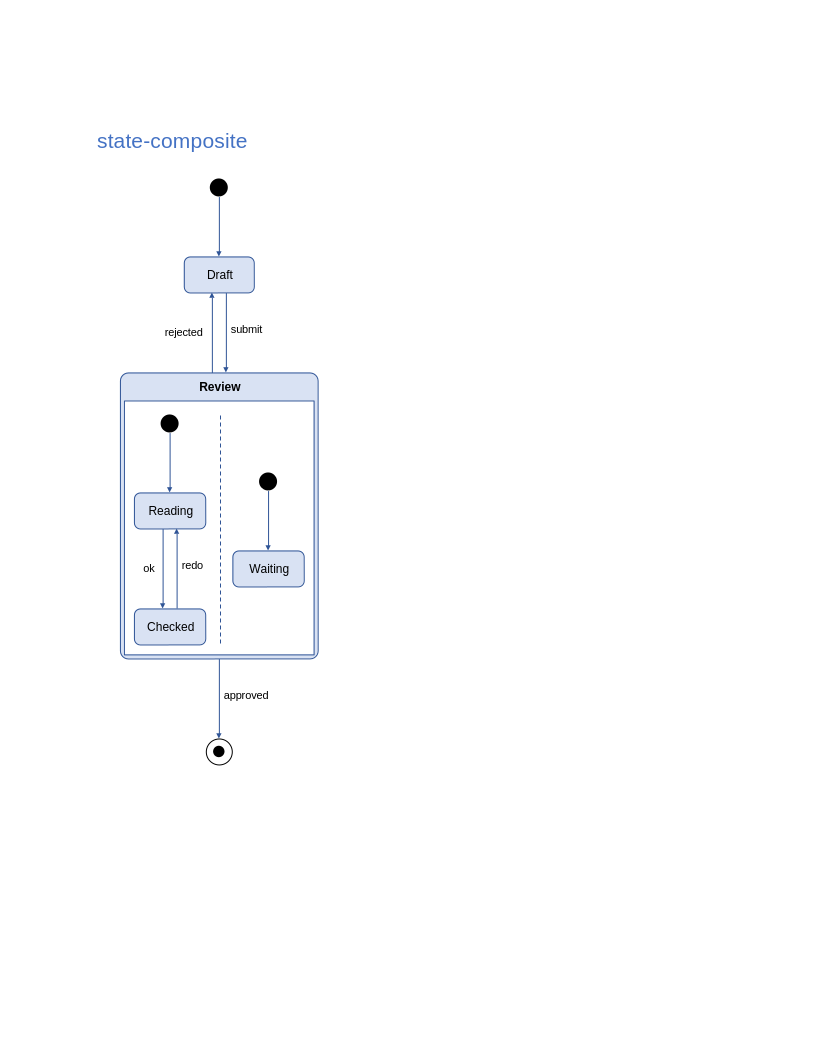 state-composite
Draft
rejected
submit
Review
Reading
ok
redo
Waiting
Checked
approved